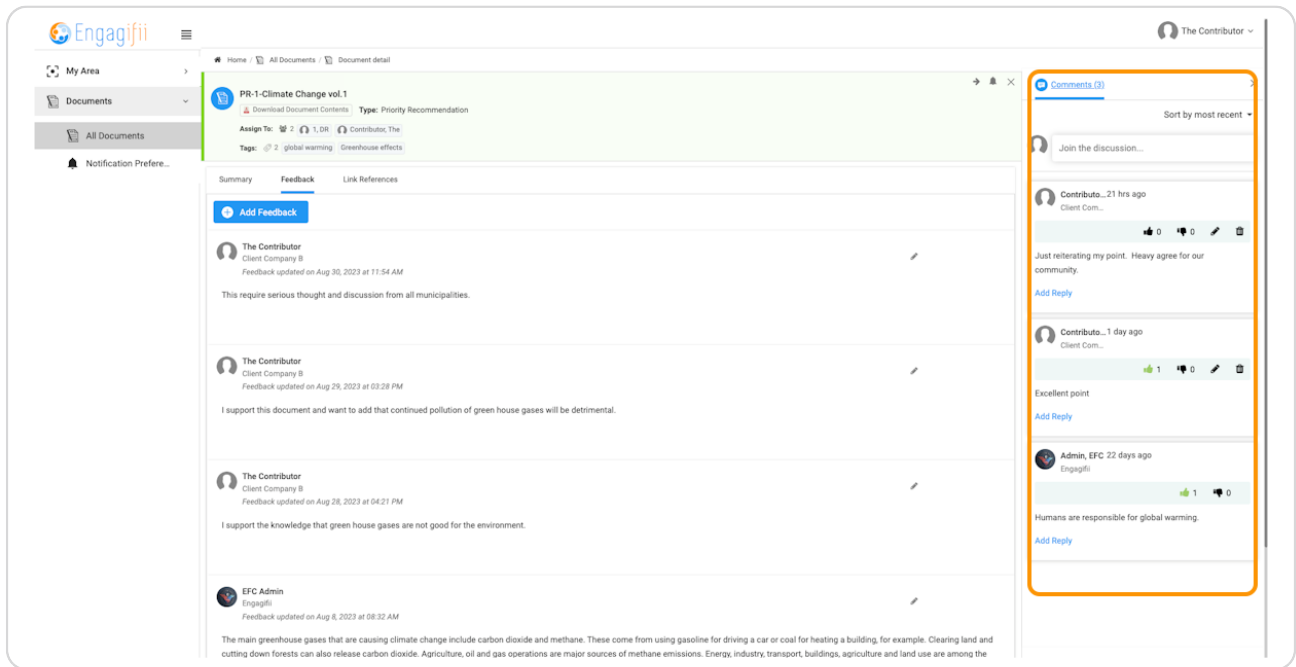 Engagifii
The Contributor
My Area
Documents
All Documents
Notification Prefere...
Home / All Documents / Document detail
PR-1-Climate Change vol.1
Download Document Contents Type: Priority Recommendation
Assign To: 2 1, DR Contributor, The
Tags: 2 global warming Greenhouse effects
Summary Feedback Link References
Add Feedback
The Contributor
Client Company B
Feedback updated on Aug 30, 2023 at 11:54 AM
This require serious thought and discussion from all municipalities.
The Contributor
Client Company B
Feedback updated on Aug 29, 2023 at 03:28 PM
I support this document and want to add that continued pollution of green house gases will be detrimental.
The Contributor
Client Company B
Feedback updated on Aug 28, 2023 at 04:21 PM
I support the knowledge that green house gases are not good for the environment.
EFC Admin
Engagifii
Feedback updated on Aug 8, 2023 at 08:32 AM
The main greenhouse gases that are causing climate change include carbon dioxide and methane. These come from using gasoline for driving a car or coal for heating a building, for example. Clearing land and
cutting down forests can also release carbon dioxide. Agriculture, oil and gas operations are major sources of methane emissions. Energy, industry, transport, buildings, agriculture and land use are among the
Comments (3)
Sort by most recent
Join the discussion...
Contributo... 21 hrs ago
Client Com...
0 0
Just reiterating my point. Heavy agree for our
community.
Add Reply
Contributo... 1 day ago
Client Com...
1 0
Excellent point
Add Reply
Admin, EFC 22 days ago
Engagifii
1 0
Humans are responsible for global warming.
Add Reply